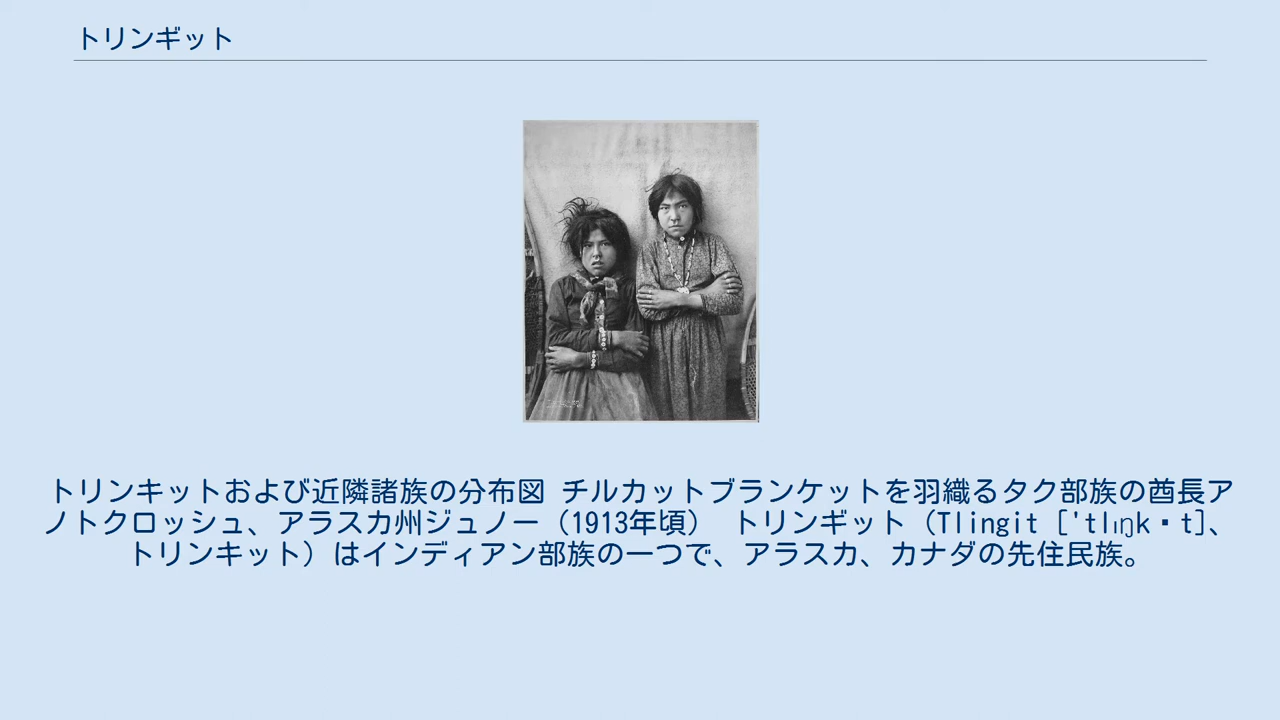 トリンギット
トリンキットおよび近隣諸族の分布図 チルカットブランケットを羽織るタク部族の酋長ア
ノトクロッシュ、アラスカ州ジュノー（1913年頃） トリンギット（Tlingit ['tlıŋk·t]、
トリンキット）はインディアン部族の一つで、アラスカ、カナダの先住民族。